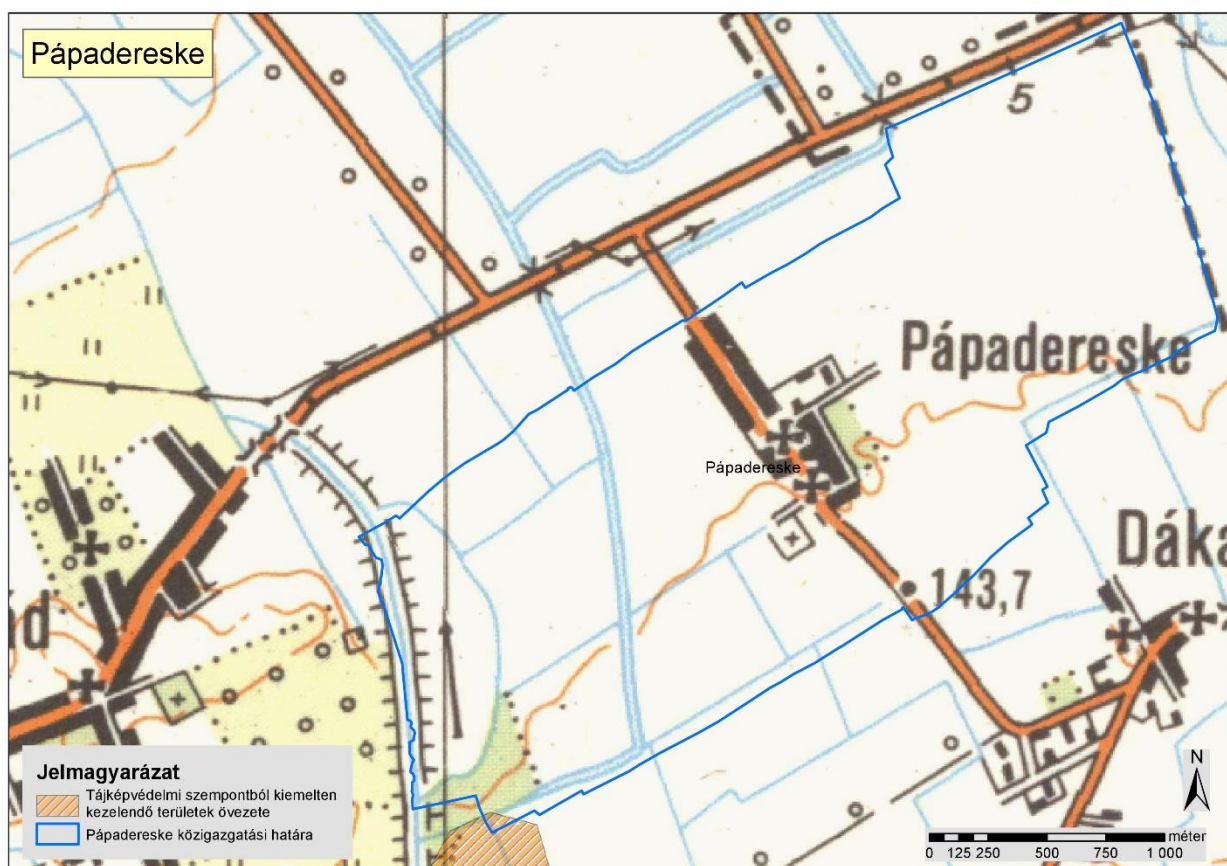 Pápadereske
5
Pápadereske
Pápadereske
Dáka
143,7
d
Jelmagyarázat
Tájképvédelmi szempontból kiemelten
kezelendő területek övezete
Pápadereske közigazgatási határa
N
méter
0 125 250 500 750 1 000